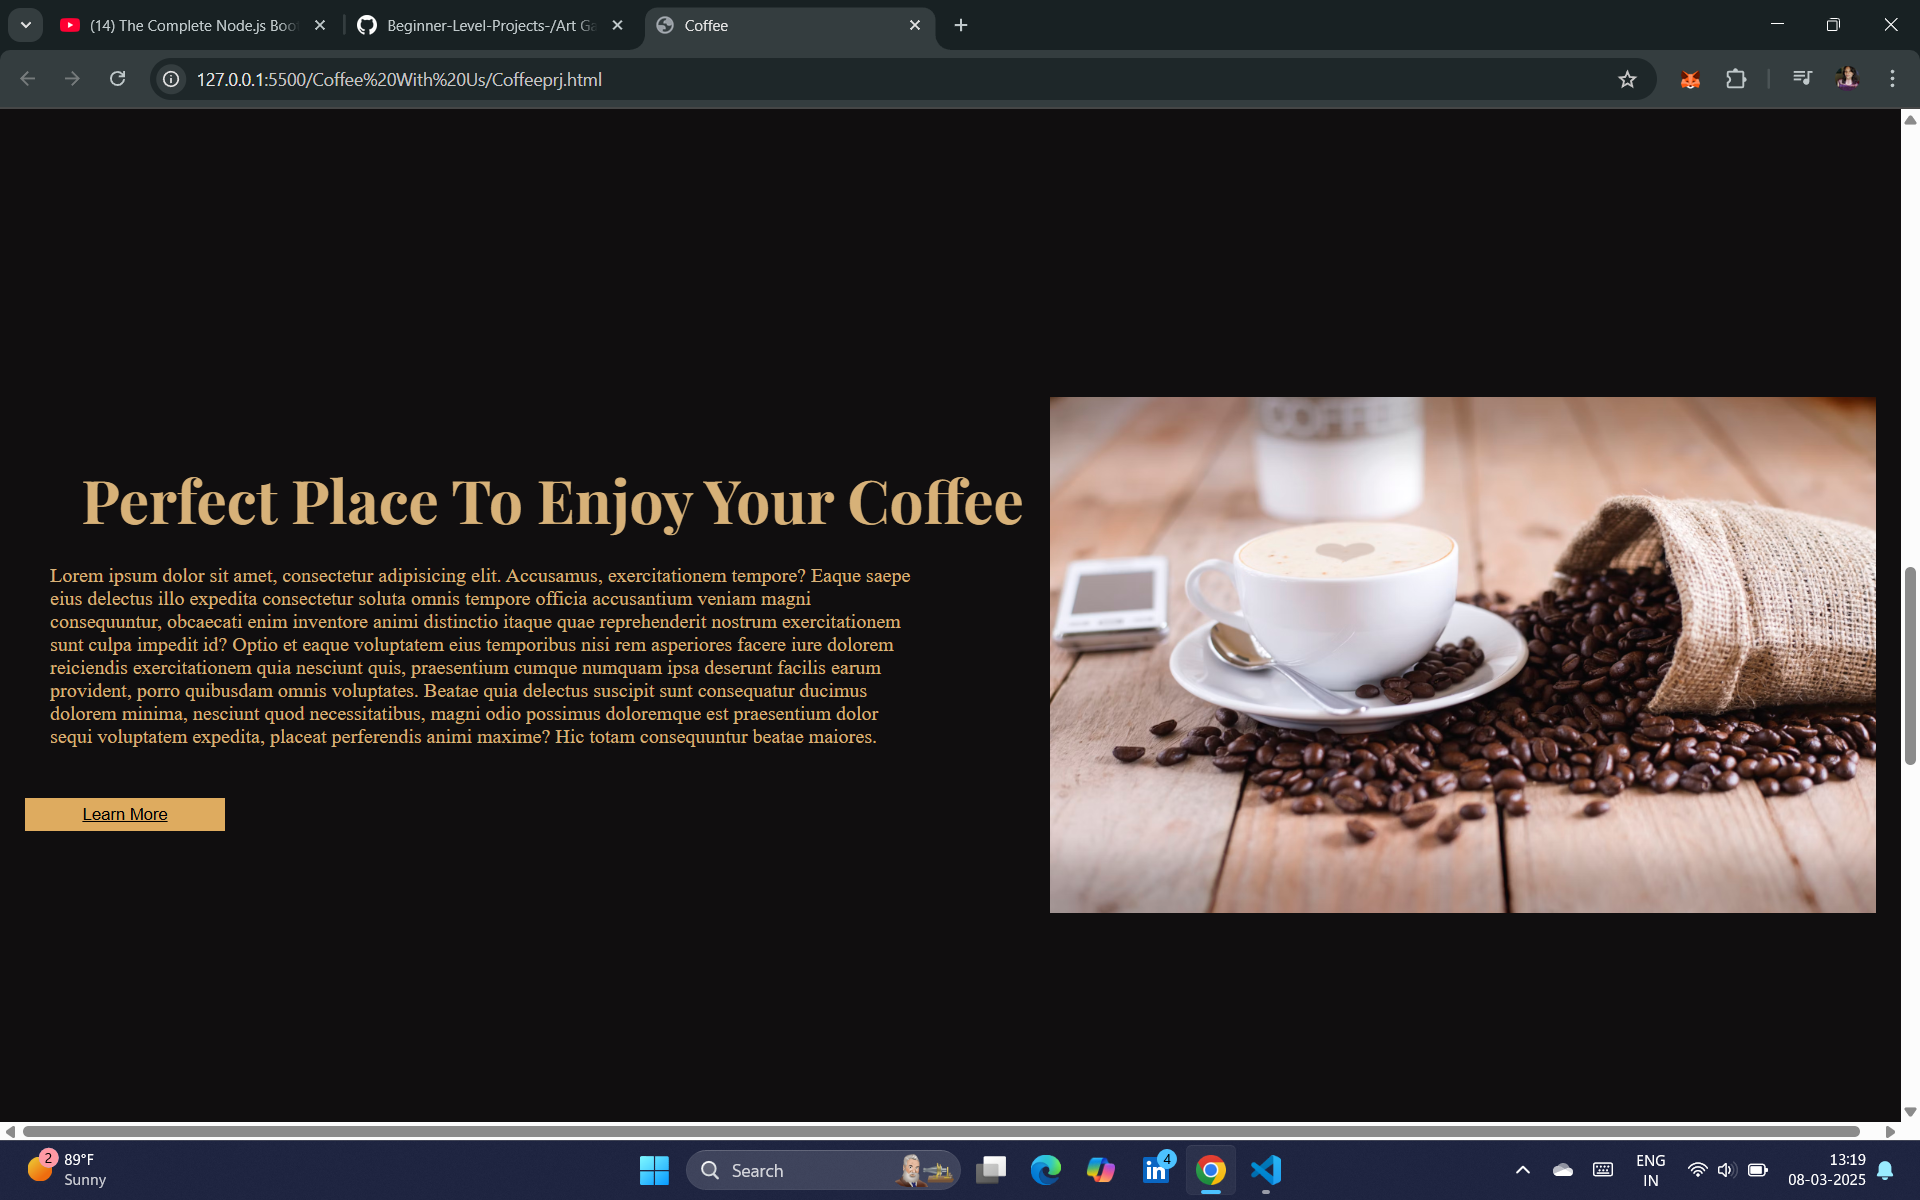 (14) The Complete Node.js Boo
Beginner-Level-Projects-/Art Ga
Coffee
127.0.0.1:5500/Coffee%20With%20Us/Coffeeprj.html
COFFEE
Perfect Place To Enjoy Your Coffee
Lorem ipsum dolor sit amet, consectetur adipisicing elit. Accusamus, exercitationem tempore? Eaque saepe
eius delectus illo expedita consectetur soluta omnis tempore officia accusantium veniam magni
consequuntur, obcaecati enim inventore animi distinctio itaque quae reprehenderit nostrum exercitationem
sunt culpa impedit id? Optio et eaque voluptatem eius temporibus nisi rem asperiores facere iure dolorem
reiciendis exercitationem quia nesciunt quis, praesentium cumque numquam ipsa deserunt facilis earum
provident, porro quibusdam omnis voluptates. Beatae quia delectus suscipit sunt consequatur ducimus
dolorem minima, nesciunt quod necessitatibus, magni odio possimus doloremque est praesentium dolor
sequi voluptatem expedita, placeat perferendis animi maxime? Hic totam consequuntur beatae maiores.
Learn More
2
89°F
Sunny
Search
4
ENG
IN
13:19
08-03-2025